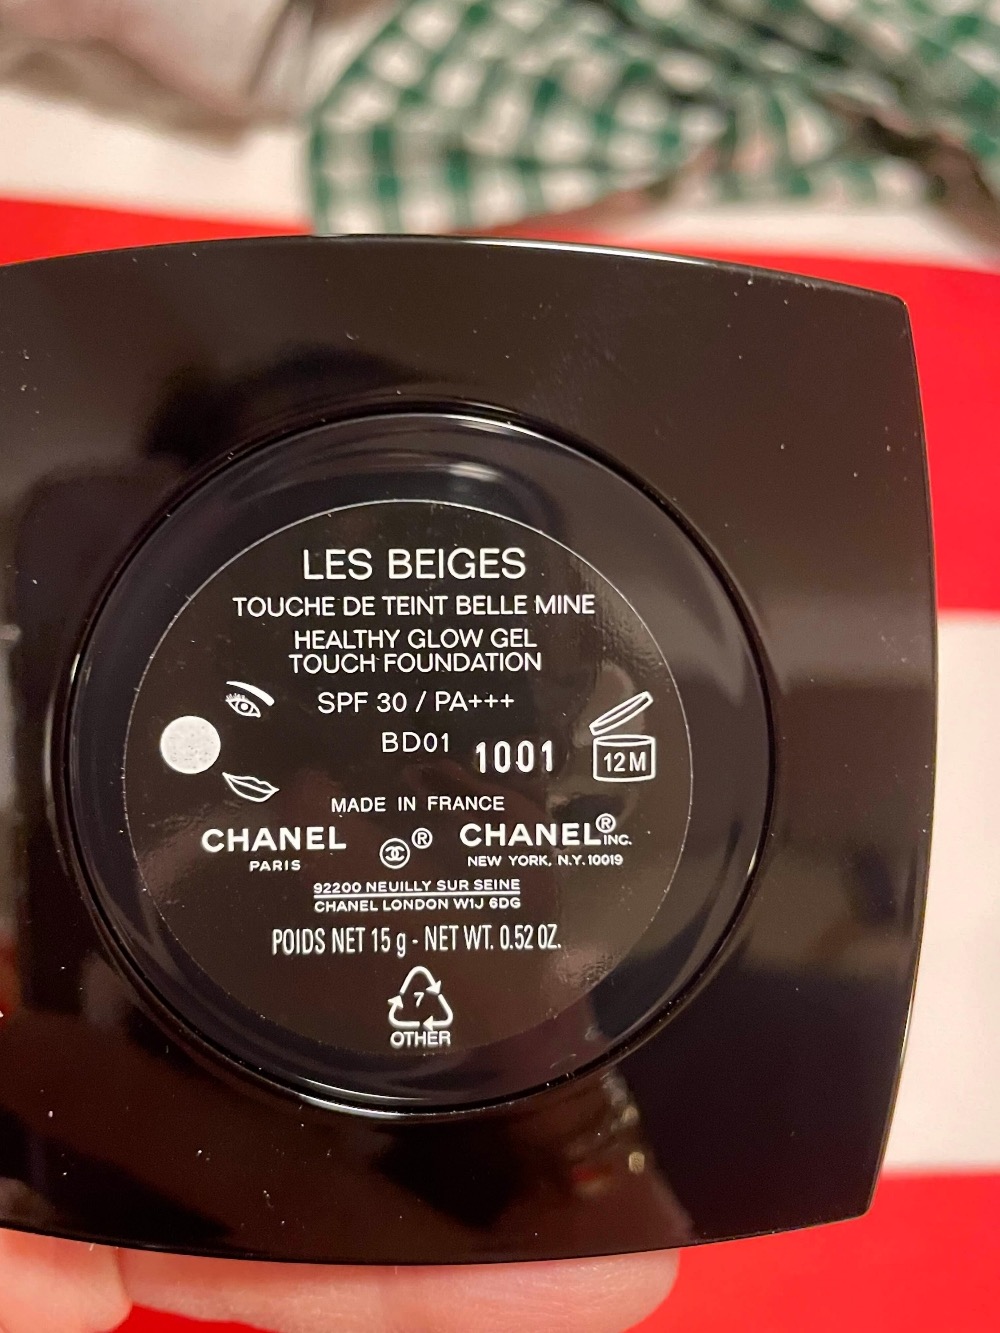 LES BEIGES
TOUCHE DE TEINT BELLE MINE
HEALTHY GLOW GEL
TOUCH FOUNDATION
SPF 30 / PA+++
BD01 1001
12M
MADE IN FRANCE
CHANEL
PARIS
® CHANEL® INC.
NEW YORK, N.Y. 10019
92200 NEUILLY SUR SEINE
CHANEL LONDON W1J 6DG
POIDS NET 15 g - NET WT. 0.52 OZ.
7
OTHER